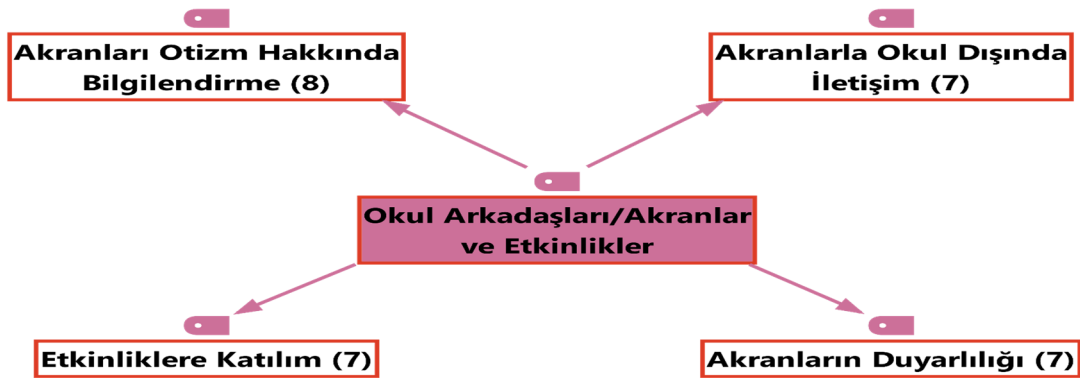 Akranları Otizm Hakkında
Bilgilendirme (8)
Akranlarla Okul Dışında
İletişim (7)
Okul Arkadaşları/Akranlar
ve Etkinlikler
Etkinliklere Katılım (7)
Akranların Duyarlılığı (7)